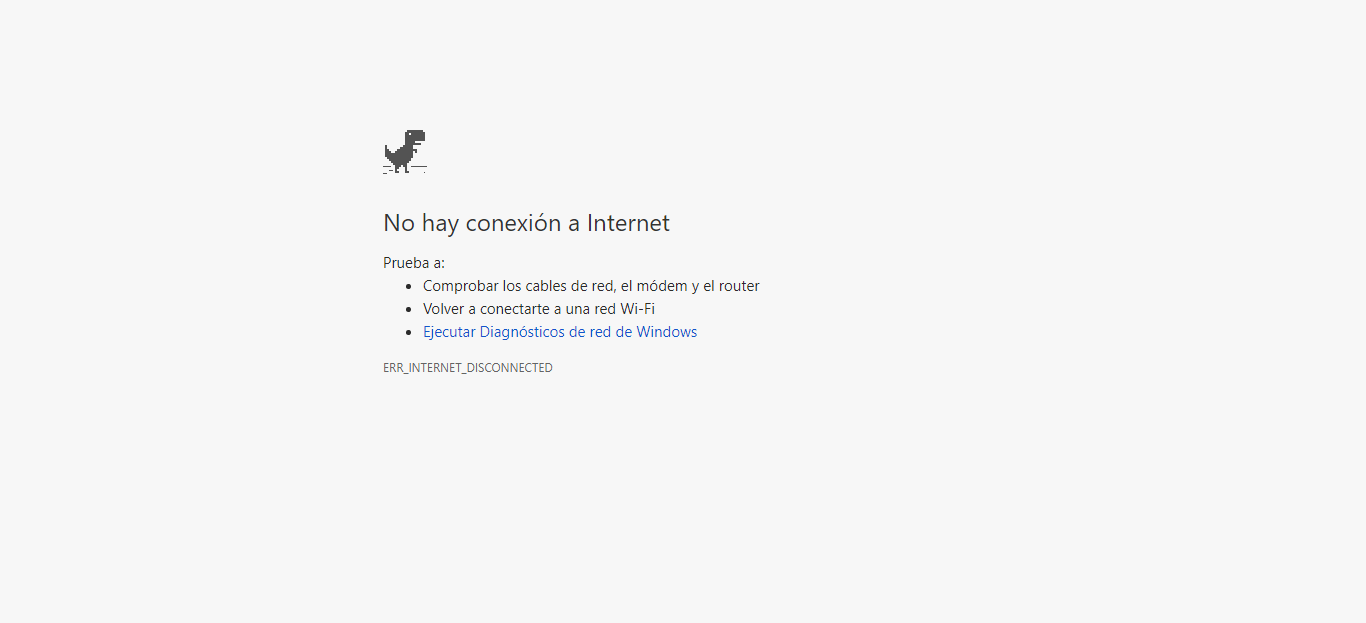 No hay conexión a Internet
Prueba a:
Comprobar los cables de red, el módem y el router
Volver a conectarte a una red Wi-Fi
Ejecutar Diagnósticos de red de Windows
ERR_INTERNET_DISCONNECTED